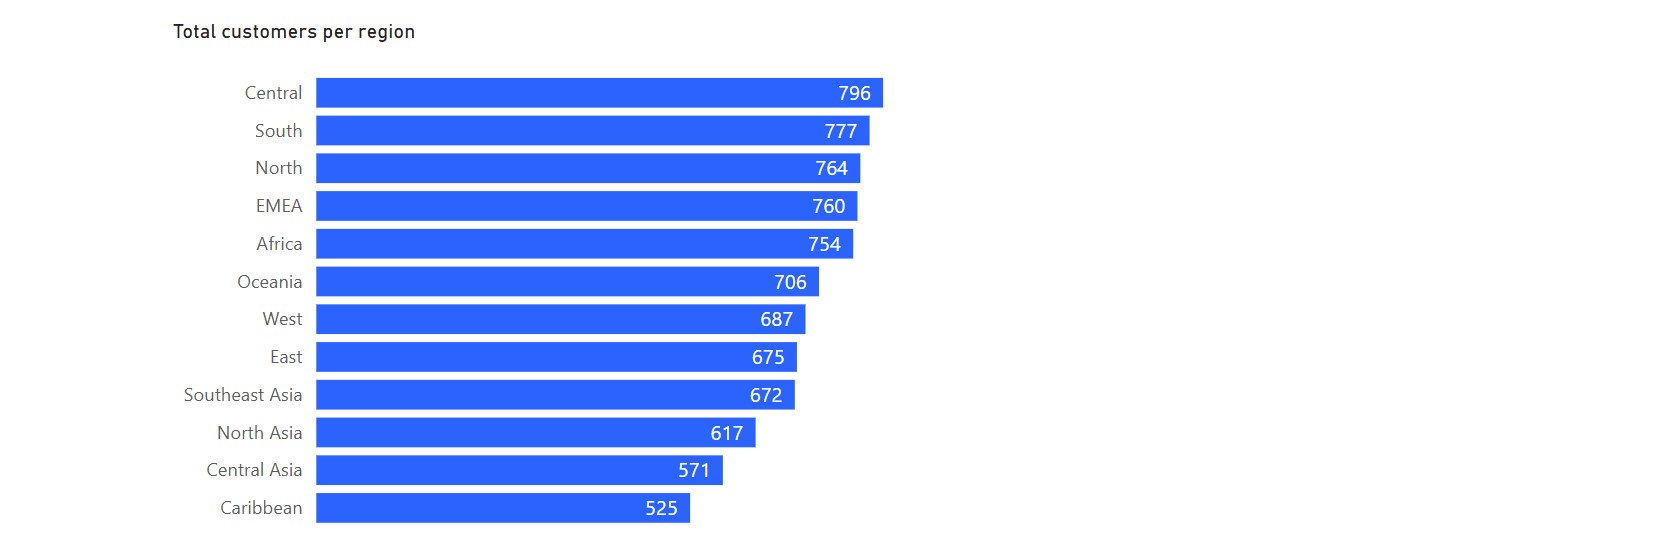 Total customers per region
Central 796
South 777
North 764
EMEA 760
Africa 754
Oceania 706
West 687
East 675
Southeast Asia 672
North Asia 617
Central Asia 571
Caribbean 525